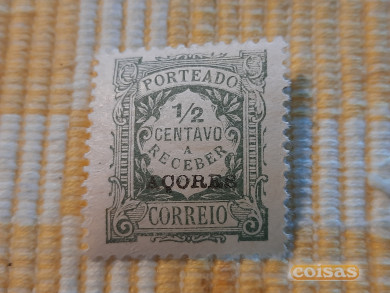 PORTEADO
1/2
CENTAVO
A
RECEBER
AÇORES
CORREIO
coisas